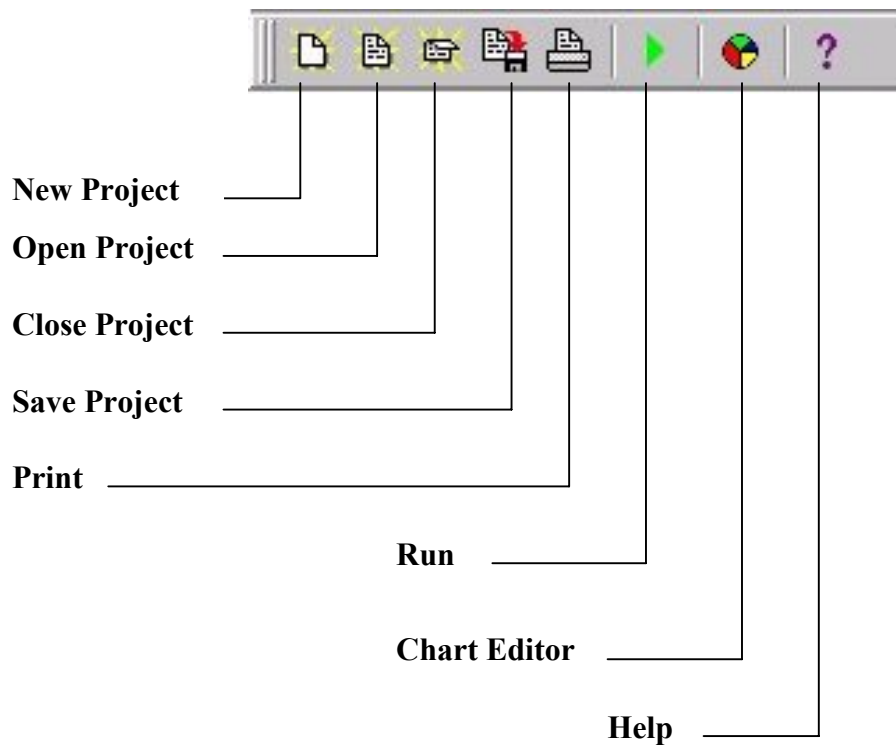 New Project
Open Project
Close Project
Save Project
Print
Run
Chart Editor
Help